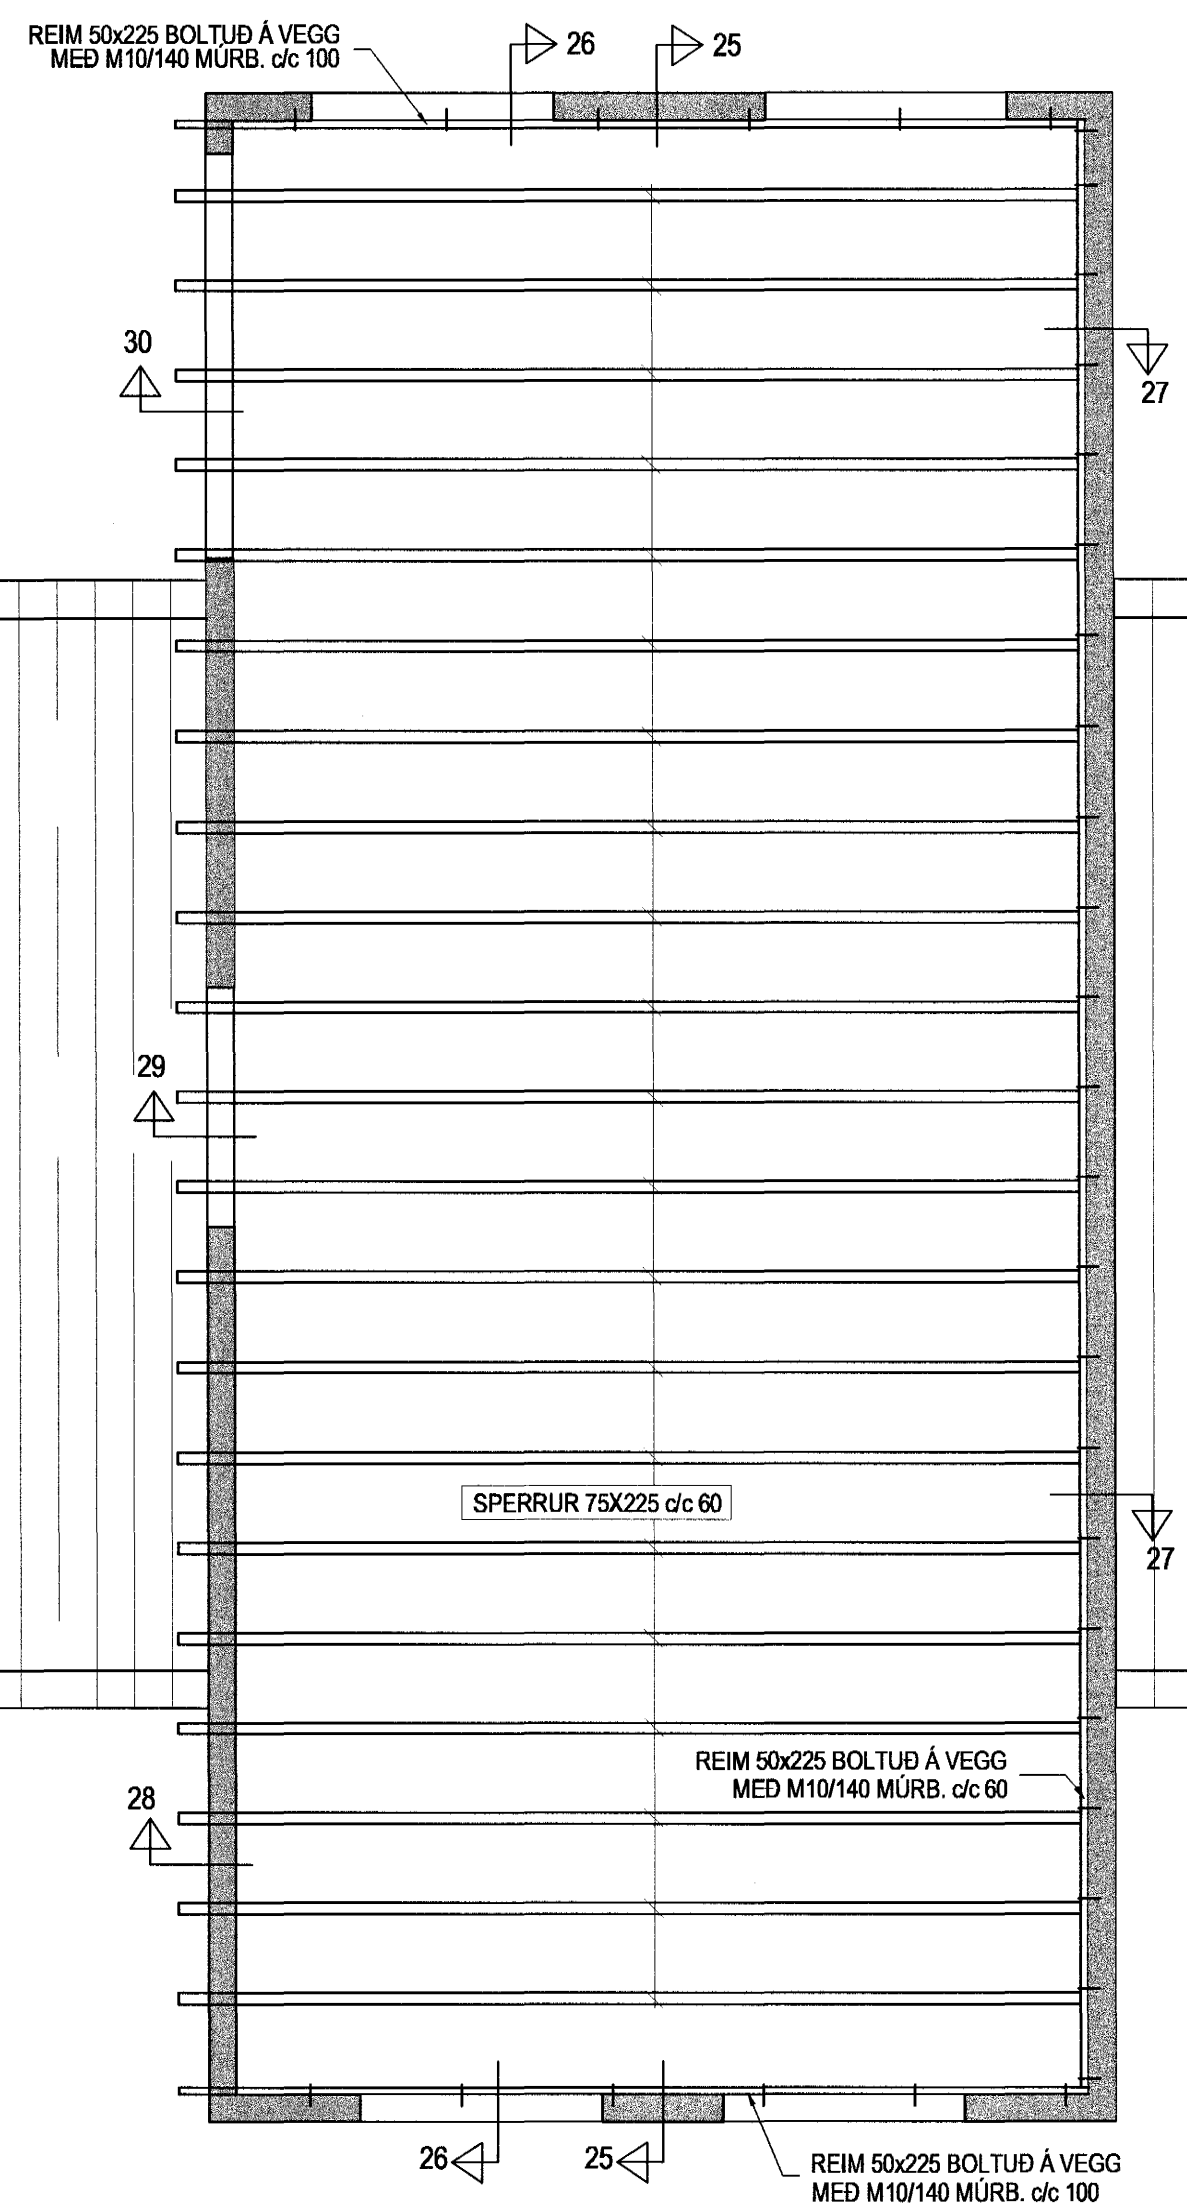 REIM 50x225 BOLTUÐ Á VEGG
MEÐ M10/140 MÚRB. c/c 100
26
25
30
27
29
SPERRUR 75X225 c/c 60
27
REIM 50x225 BOLTUÐ Á VEGG
MEÐ M10/140 MÚRB. c/c 60
28
26
25
REIM 50x225 BOLTUÐ Á VEGG
MEÐ M10/140 MÚRB. c/c 100